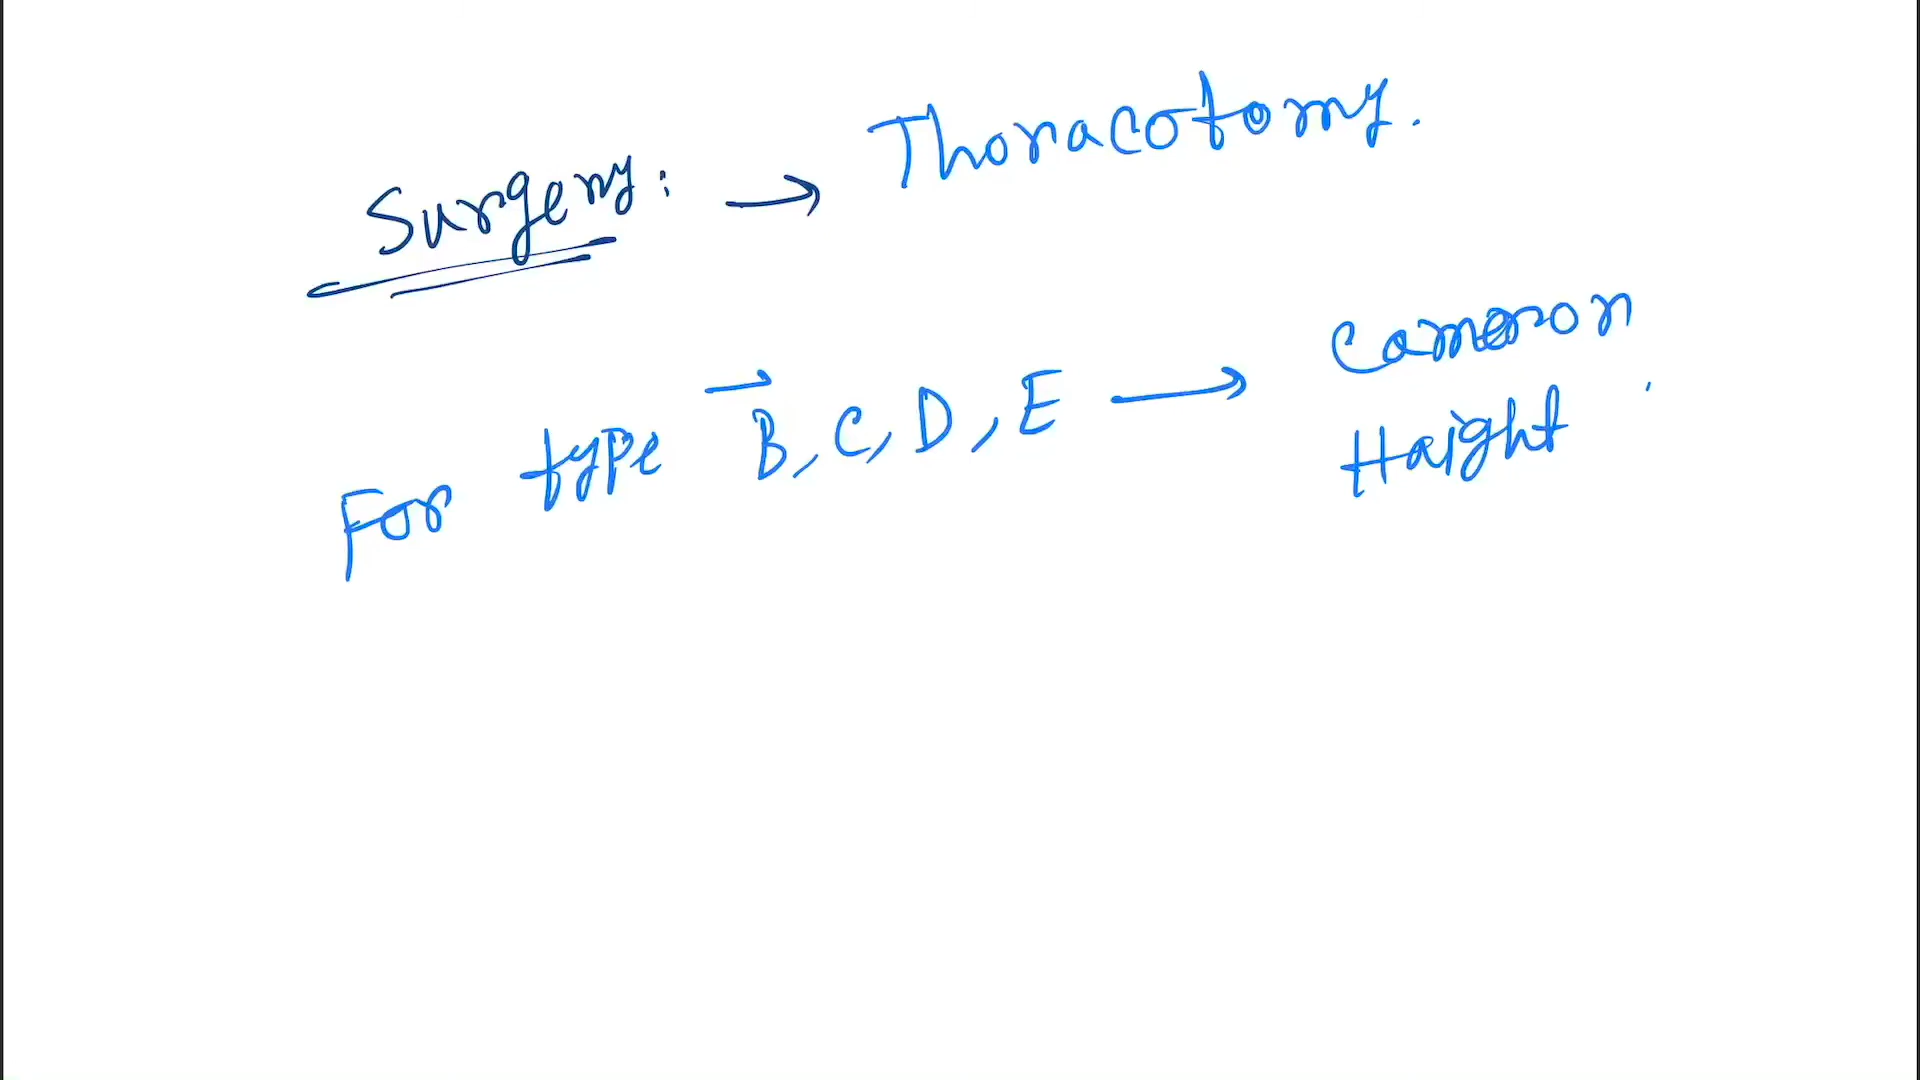 Surgery: → Thoracotomy.
For type → B, C, D, E → Cameron
Haight.